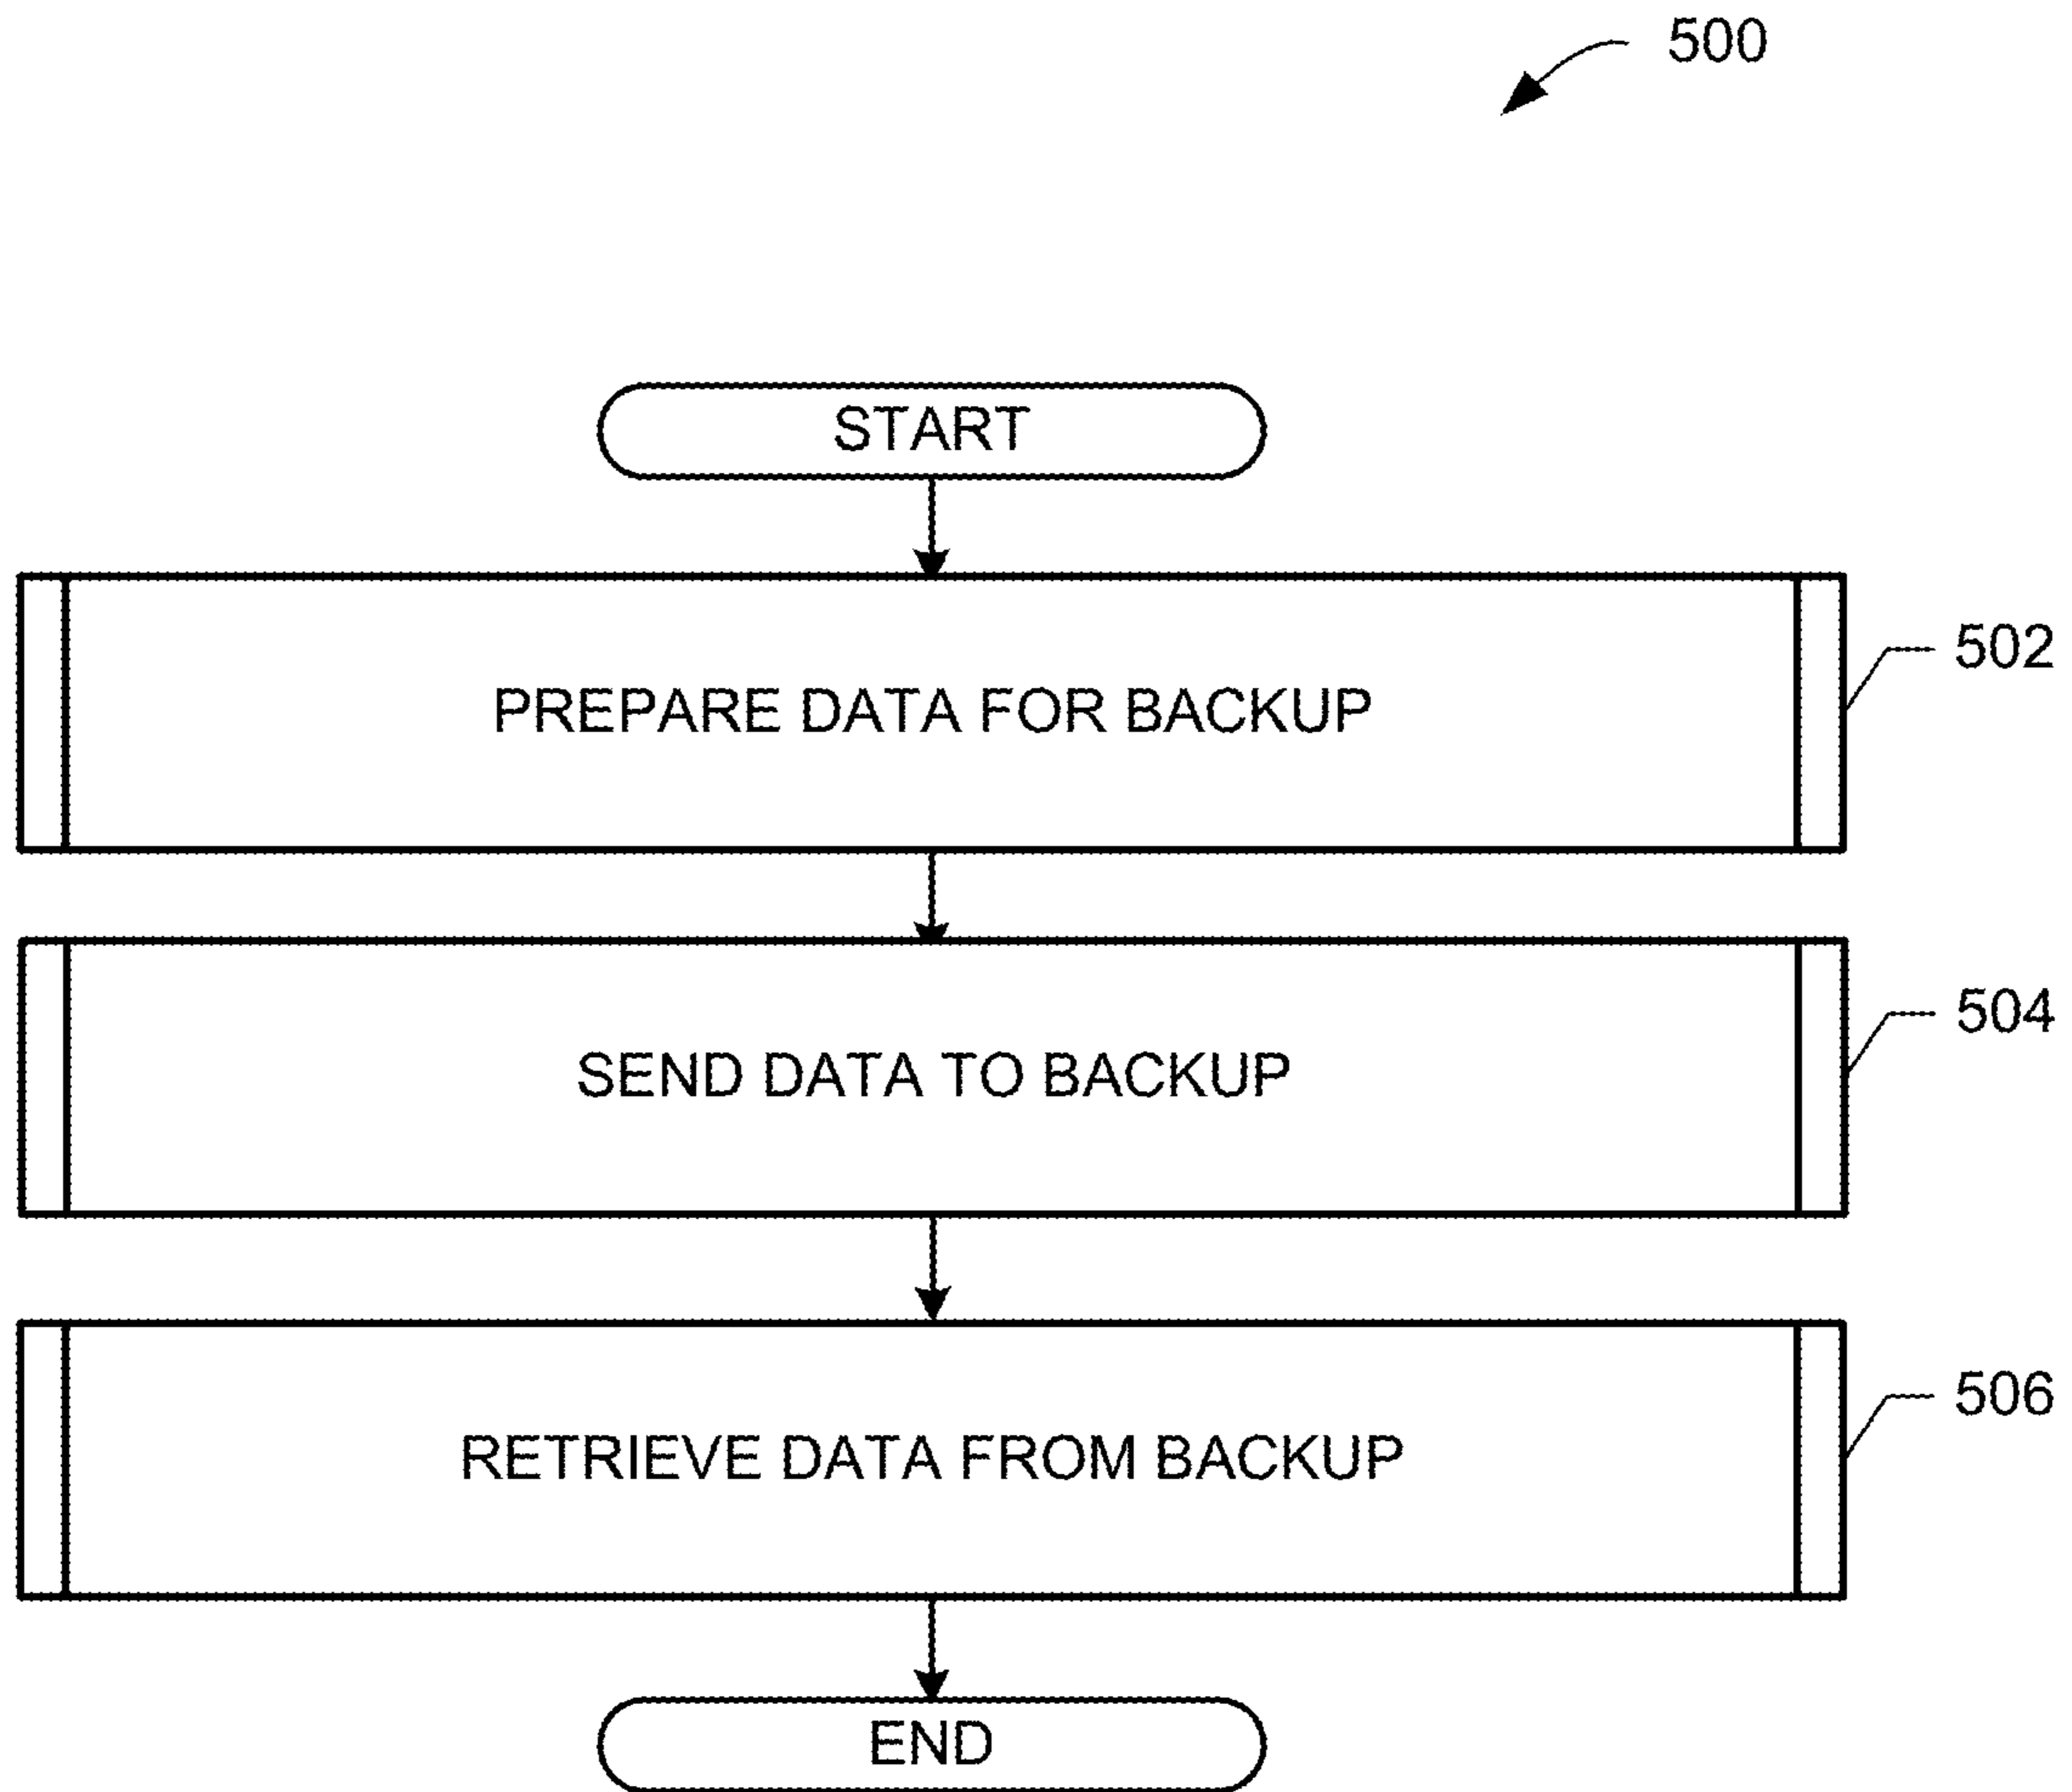 500
START
PREPARE DATA FOR BACKUP
502
SEND DATA TO BACKUP
504
RETRIEVE DATA FROM BACKUP
506
END